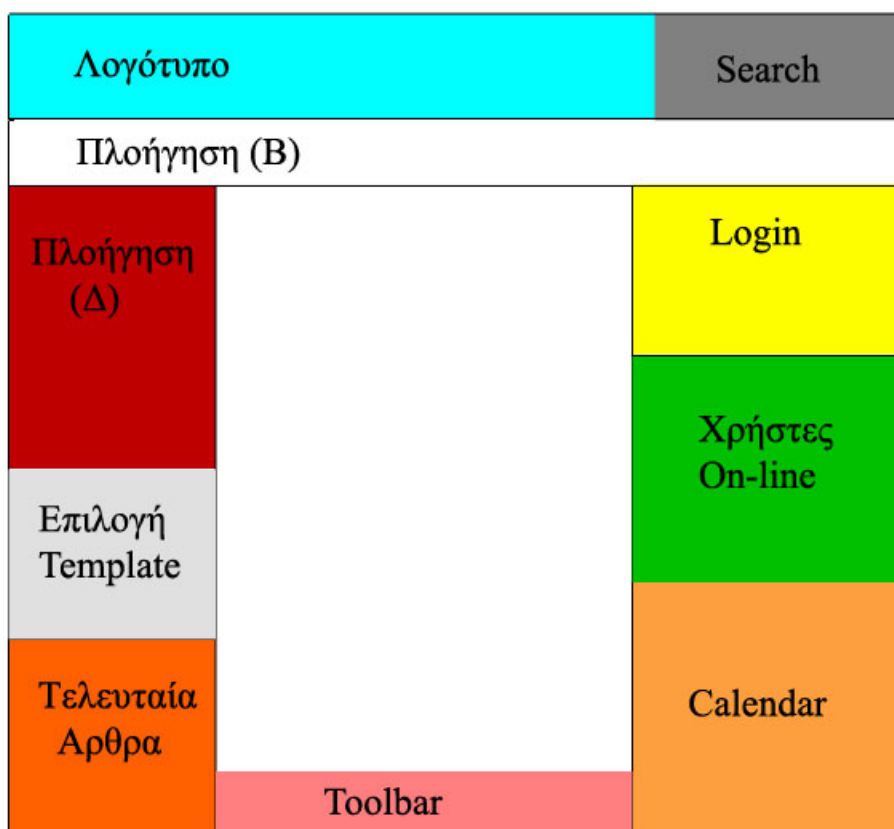 Λογότυπο
Search
Πλοήγηση (Β)
Πλοήγηση
(Δ)
Επιλογή
Template
Τελευταία
Αρθρα
Login
Χρήστες
On-line
Calendar
Toolbar